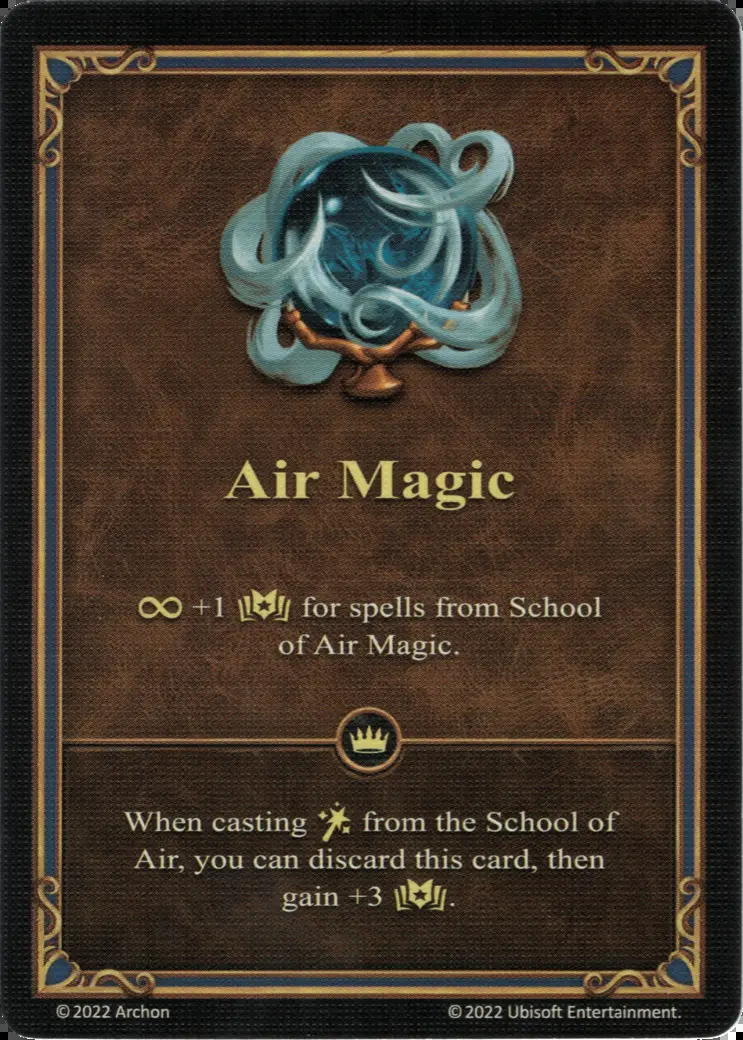 Air Magic
∞ +1 for spells from School
of Air Magic.
When casting from the School of
Air, you can discard this card, then
gain +3 .
© 2022 Archon
© 2022 Ubisoft Entertainment.